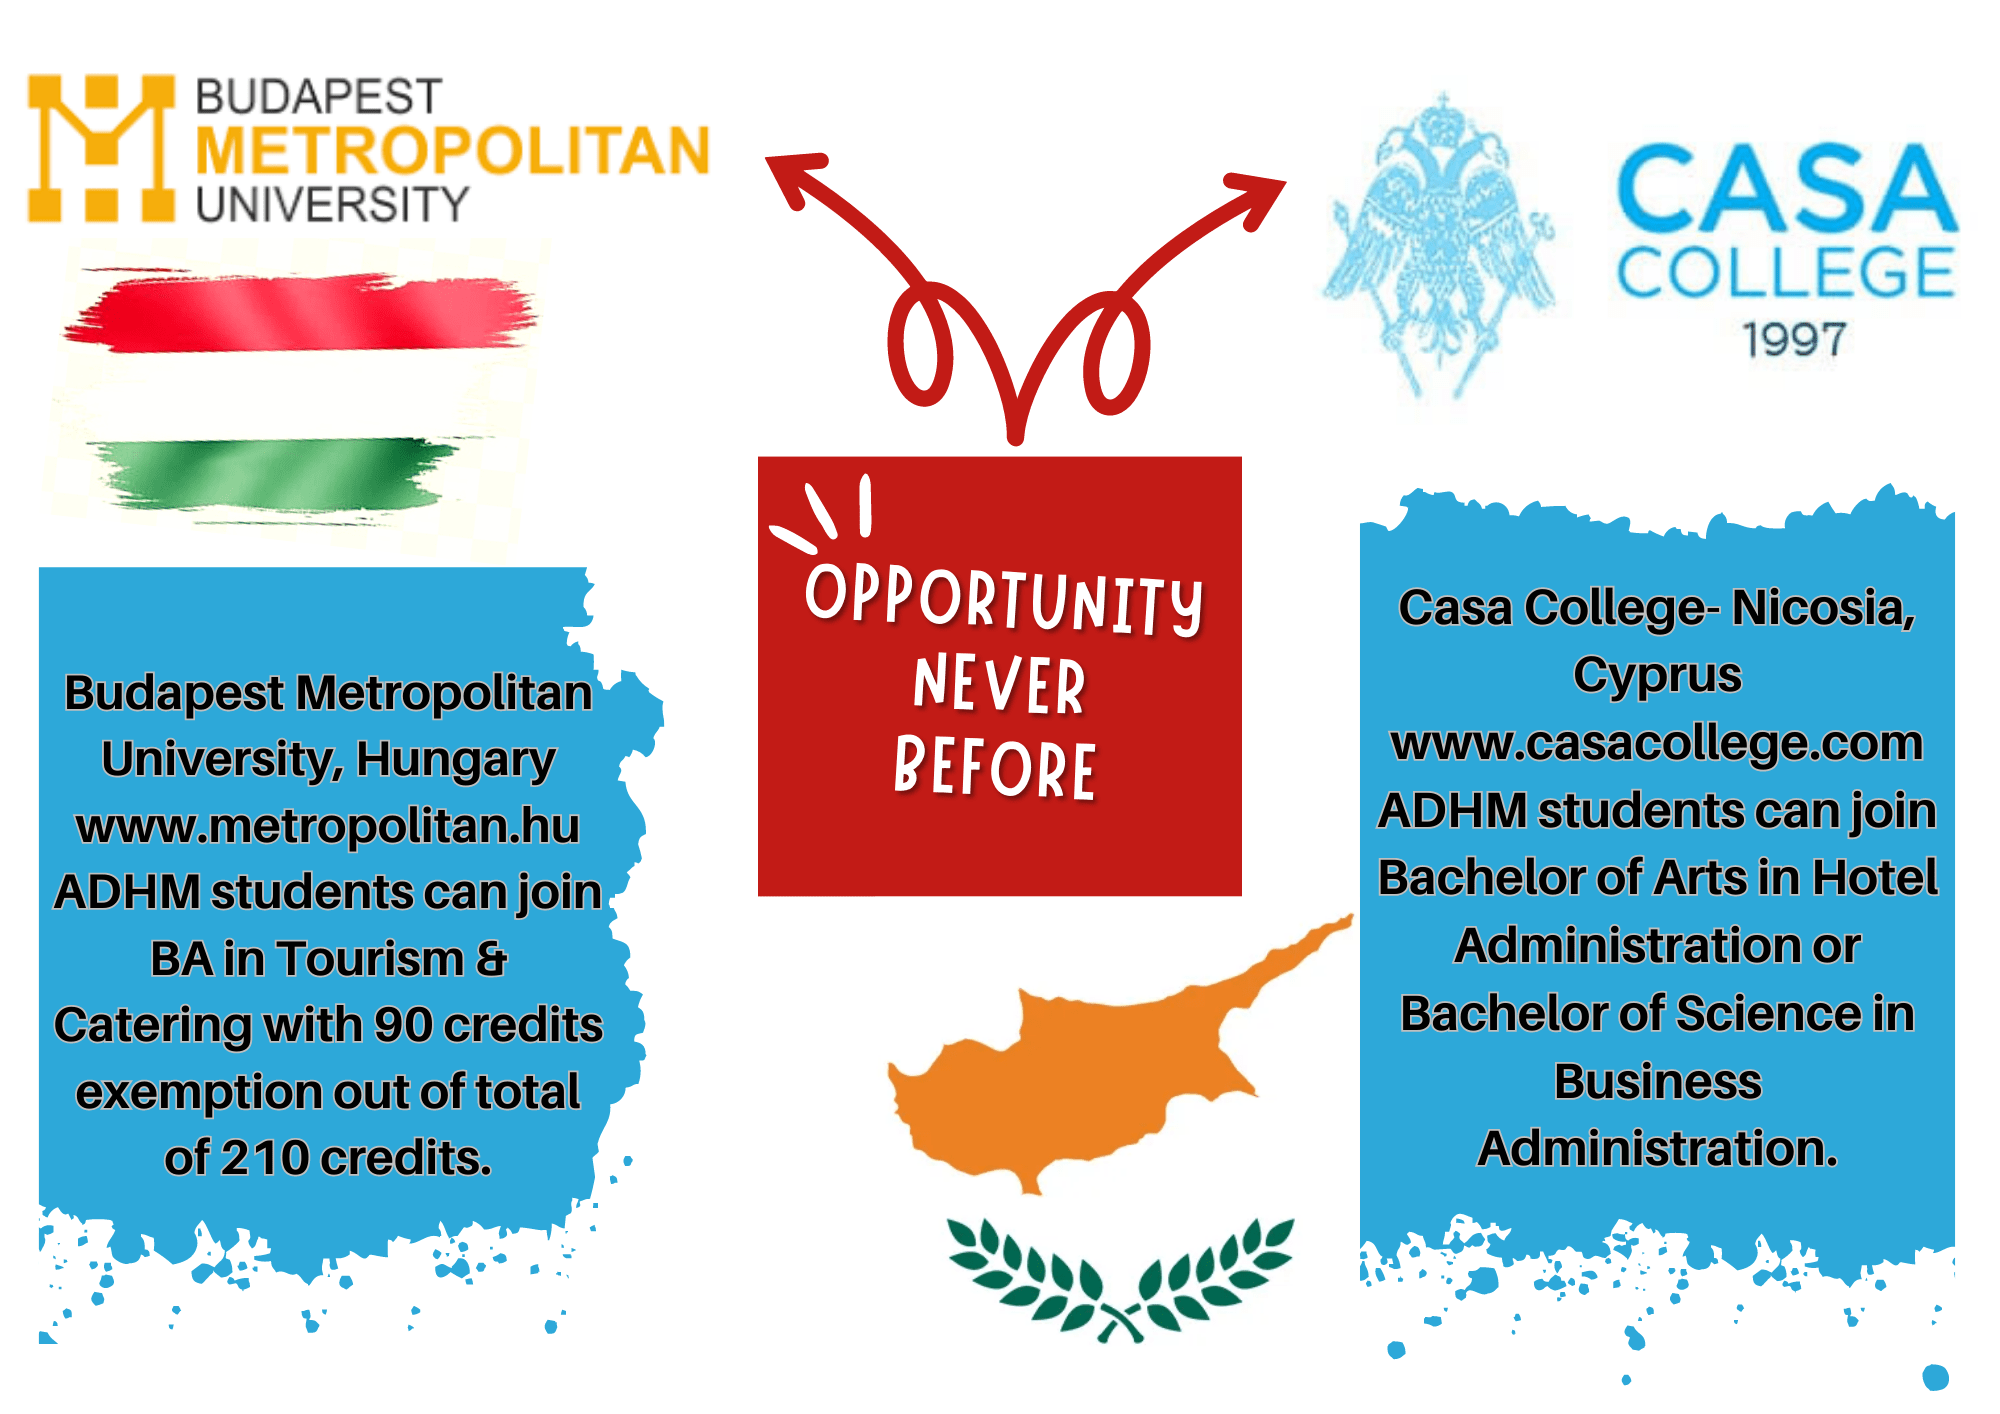 BUDAPEST
METROPOLITAN
UNIVERSITY
CASA
COLLEGE
1997
OPPORTUNITY
NEVER
BEFORE
Budapest Metropolitan
University, Hungary
www.metropolitan.hu
ADHM students can join
BA in Tourism &
Catering with 90 credits
exemption out of total
of 210 credits.
Casa College- Nicosia,
Cyprus
www.casacollege.com
ADHM students can join
Bachelor of Arts in Hotel
Administration or
Bachelor of Science in
Business
Administration.